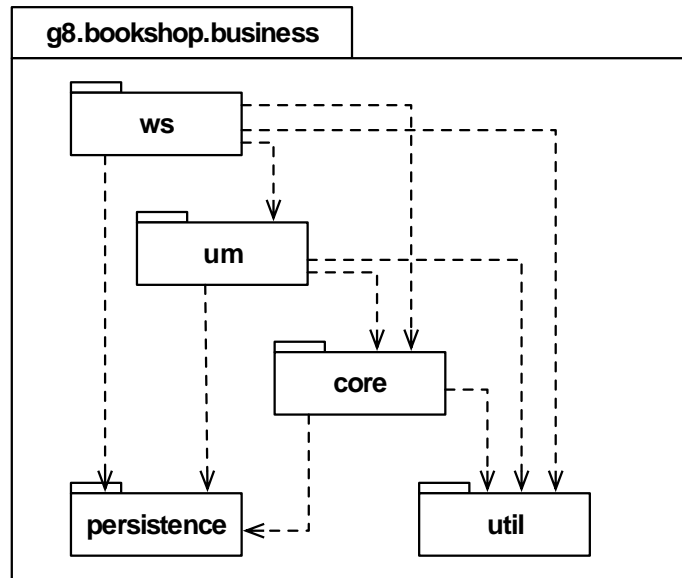 g8.bookshop.business
ws
um
core
persistence
util